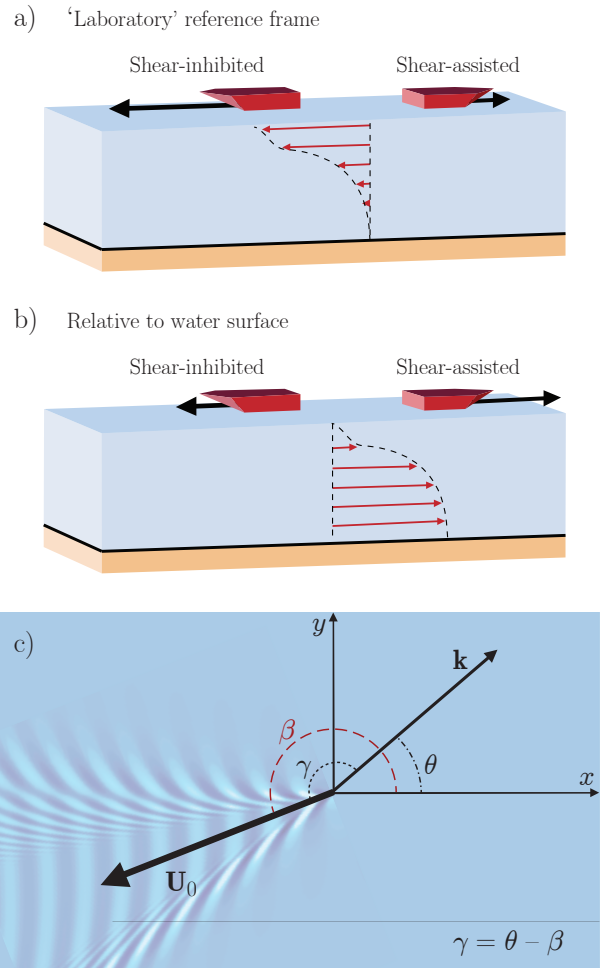 a) ‘Laboratory’ reference frame
Shear-inhibited Shear-assisted
b) Relative to water surface
Shear-inhibited Shear-assisted
c)
y
k
β
γ
θ
x
U₀
γ = θ – β